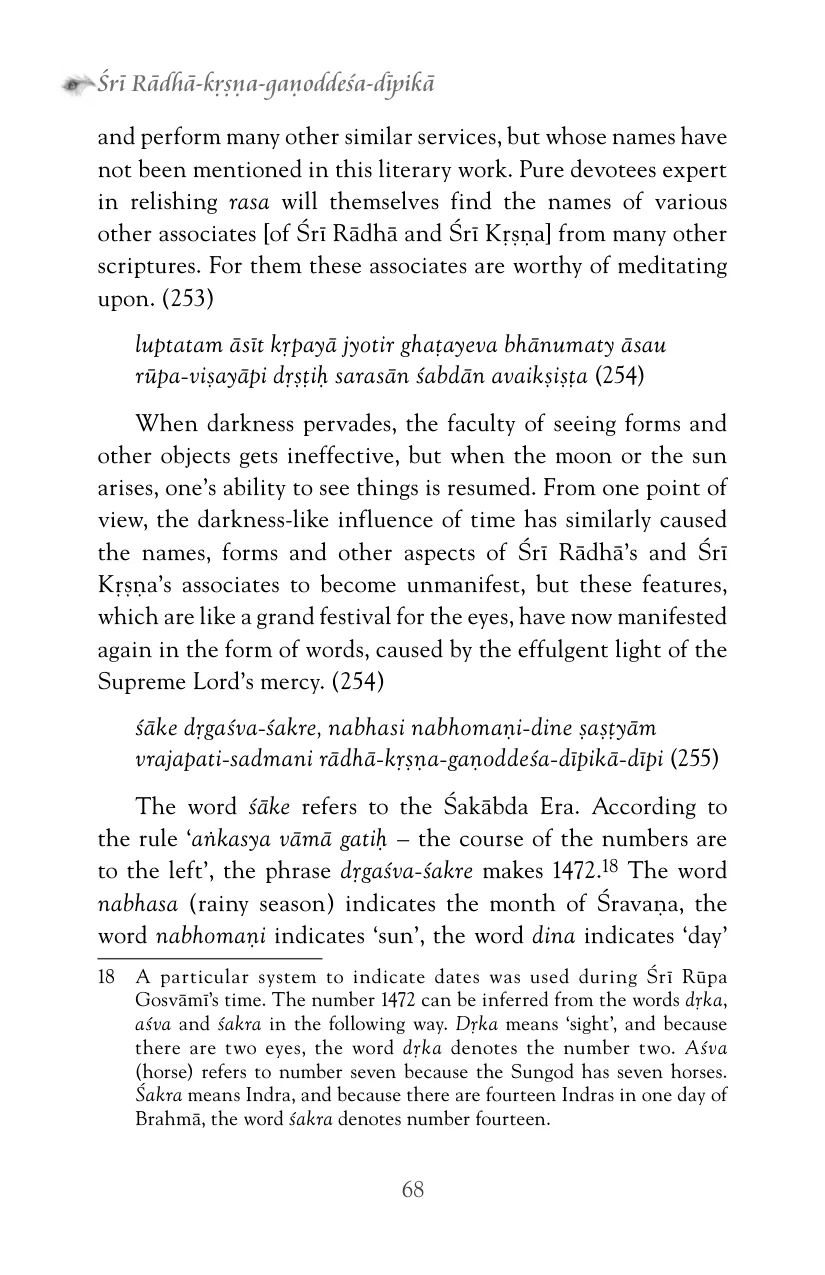 Śrī Rādhā-kṛṣṇa-gaṇoddeśa-dīpikā
and perform many other similar services, but whose names have
not been mentioned in this literary work. Pure devotees expert
in relishing rasa will themselves find the names of various
other associates [of Śrī Rādhā and Śrī Kṛṣṇa] from many other
scriptures. For them these associates are worthy of meditating
upon. (253)
luptatam āsīt kṛpayā jyotir ghaṭayeva bhānumaty āsau
rūpa-viṣayāpi dṛṣṭiḥ sarasān śabdān avaikṣiṣṭa (254)
When darkness pervades, the faculty of seeing forms and
other objects gets ineffective, but when the moon or the sun
arises, one’s ability to see things is resumed. From one point of
view, the darkness-like influence of time has similarly caused
the names, forms and other aspects of Śrī Rādhā’s and Śrī
Kṛṣṇa’s associates to become unmanifest, but these features,
which are like a grand festival for the eyes, have now manifested
again in the form of words, caused by the effulgent light of the
Supreme Lord’s mercy. (254)
śāke dṛgaśva-śakre, nabhasi nabhomaṇi-dine ṣaṣṭyām
vrajapati-sadmani rādhā-kṛṣṇa-gaṇoddeśa-dīpikā-dīpi (255)
The word śāke refers to the Śakābda Era. According to
the rule ‘aṅkasya vāmā gatiḥ – the course of the numbers are
to the left’, the phrase dṛgaśva-śakre makes 1472.18 The word
nabhasa (rainy season) indicates the month of Śravaṇa, the
word nabhomaṇi indicates ‘sun’, the word dina indicates ‘day’
18 A particular system to indicate dates was used during Śrī Rūpa
Gosvāmī’s time. The number 1472 can be inferred from the words dṛka,
aśva and śakra in the following way. Dṛka means ‘sight’, and because
there are two eyes, the word dṛka denotes the number two. Aśva
(horse) refers to number seven because the Sungod has seven horses.
Śakra means Indra, and because there are fourteen Indras in one day of
Brahmā, the word śakra denotes number fourteen.
68